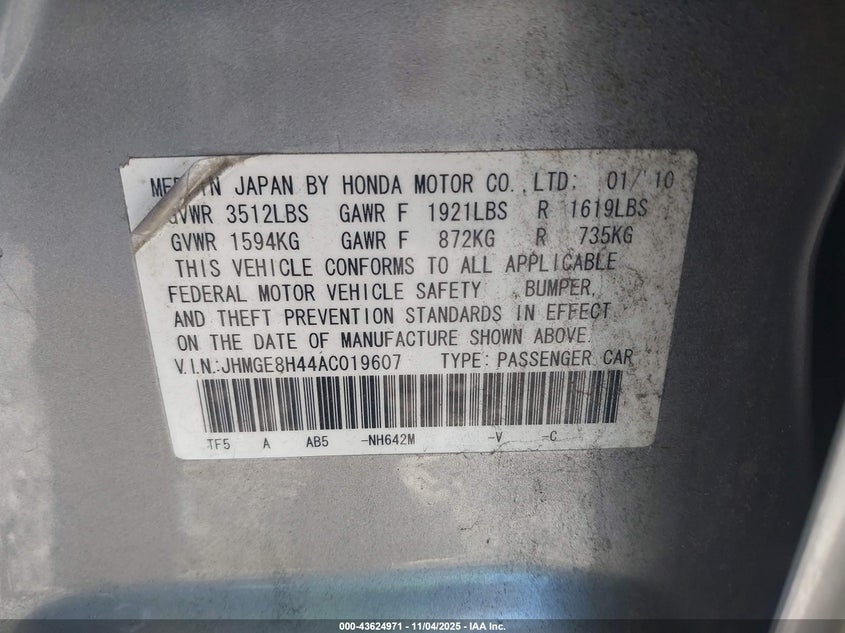 JAPAN BY HONDA MOTOR CO., LTD. 01/'10
GVWR 3512LBS GAWR F 1921LBS R 1619LBS
GVWR 1594KG GAWR F 872KG R 735KG
THIS VEHICLE CONFORMS TO ALL APPLICABLE
FEDERAL MOTOR VEHICLE SAFETY BUMPER,
AND THEFT PREVENTION STANDARDS IN EFFECT
ON THE DATE OF MANUFACTURE SHOWN ABOVE.
V.I.N.:JHMGE8H44AC019607 TYPE: PASSENGER CAR
TF5 A AB5 -NH642M -V -C
000-43624971 | 11/04/2025 - IAA Inc.